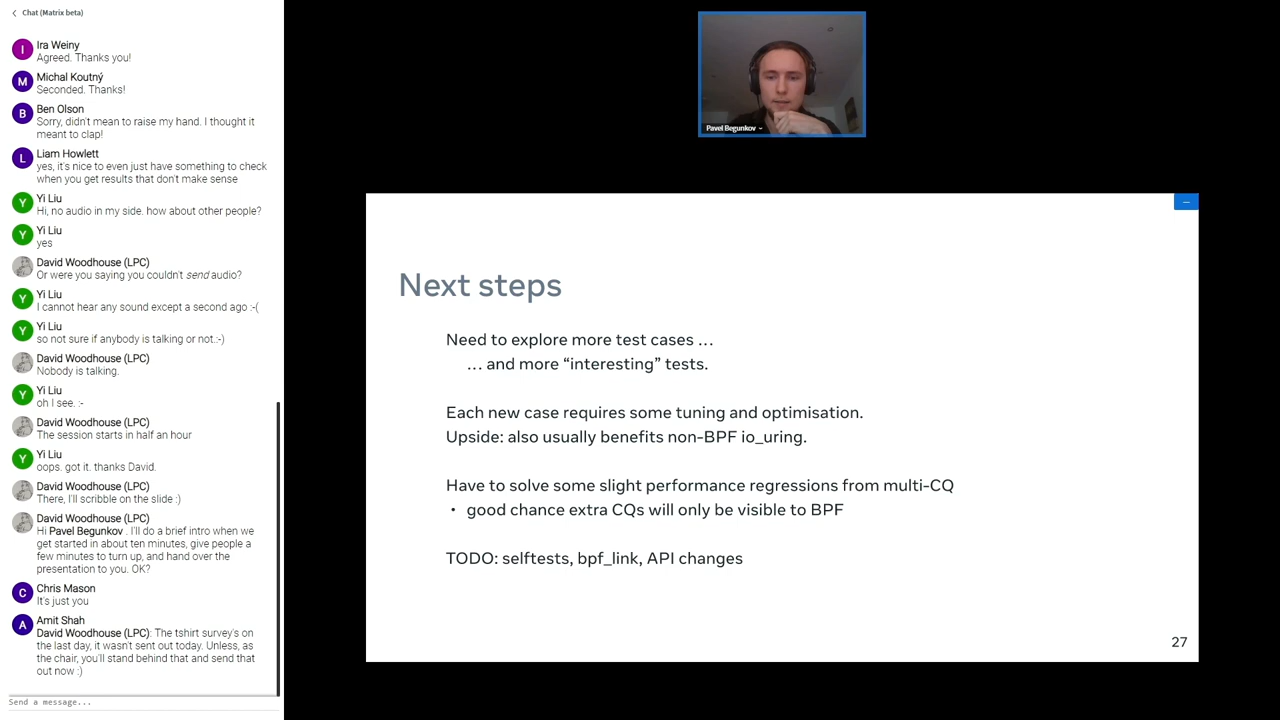 Chat (Matrix beta)
I
Ira Weiny
Agreed. Thank you!
M
Michal Koutný
Seconded. Thanks!
B
Ben Olson
Sorry, didn't mean to raise my hand. I thought it
meant to clap!
L
Liam Howlett
yes, it's nice to even just have something to check
when you get results that don't make sense
Y
Yi Liu
Hi, no audio in my side. how about other people?
Y
Yi Liu
yes
David Woodhouse (LPC)
Or were you saying you couldn't send audio?
Y
Yi Liu
I cannot hear any sound except a second ago :-(
Y
Yi Liu
so not sure if anybody is talking or not.:-)
David Woodhouse (LPC)
Nobody is talking.
Y
Yi Liu
oh I see. :-
David Woodhouse (LPC)
The session starts in half an hour
Y
Yi Liu
oops. got it. thanks David.
David Woodhouse (LPC)
There, I'll scribble on the slide :)
David Woodhouse (LPC)
Hi Pavel Begunkov . I'll do a brief intro when we
get started in about ten minutes, give people a
few minutes to turn up, and hand over the
presentation to you. OK?
C
Chris Mason
It's just you
A
Amit Shah
David Woodhouse (LPC): The tshirt survey's on
the last day, it wasn't sent out today. Unless, as
the chair, you'll stand behind that and send that
out now :)
Send a message...
Pavel Begunkov
Next steps
Need to explore more test cases ...
... and more “interesting” tests.
Each new case requires some tuning and optimisation.
Upside: also usually benefits non-BPF io_uring.
Have to solve some slight performance regressions from multi-CQ
• good chance extra CQs will only be visible to BPF
TODO: selftests, bpf_link, API changes
27